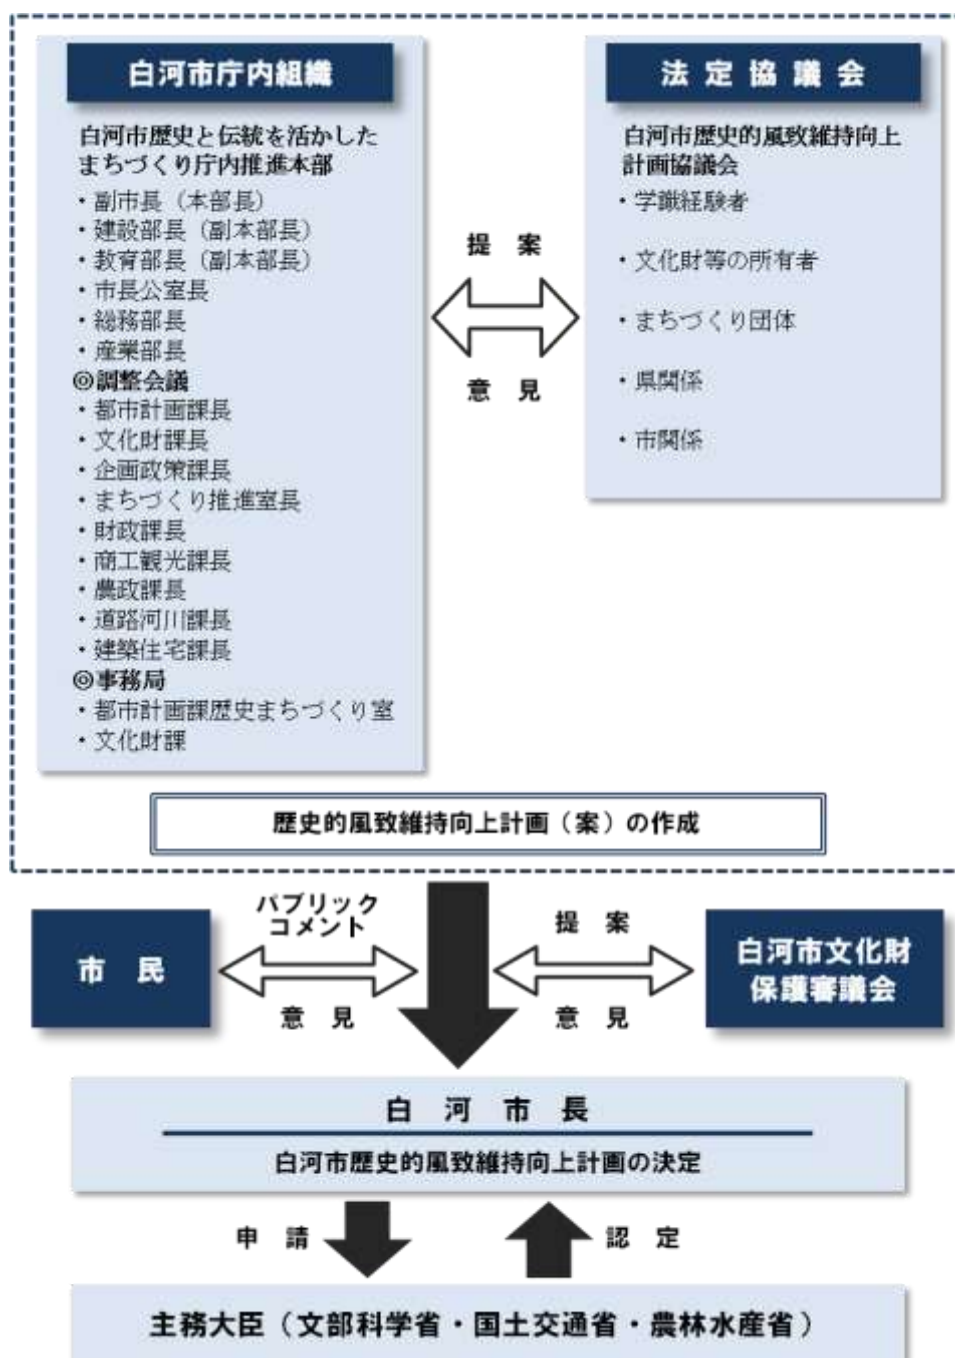 白河市庁内組織
白河市歴史と伝統を活かした
まちづくり庁内推進本部
・副市長（本部長）
・建設部長（副本部長）
・教育部長（副本部長）
・市長公室長
・総務部長
・産業部長
◎調整会議
・都市計画課長
・文化財課長
・企画政策課長
・まちづくり推進室長
・財政課長
・商工観光課長
・農政課長
・道路河川課長
・建築住宅課長
◎事務局
・都市計画課歴史まちづくり室
・文化財課
提　案
意　見
法定協議会
白河市歴史的風致維持向上
計画協議会
・学識経験者
・文化財等の所有者
・まちづくり団体
・県関係
・市関係
歴史的風致維持向上計画（案）の作成
市　民
パブリック
コメント
意　見
提　案
意　見
白河市文化財
保護審議会
白　河　市　長
白河市歴史的風致維持向上計画の決定
申　請
認　定
主務大臣（文部科学省・国土交通省・農林水産省）